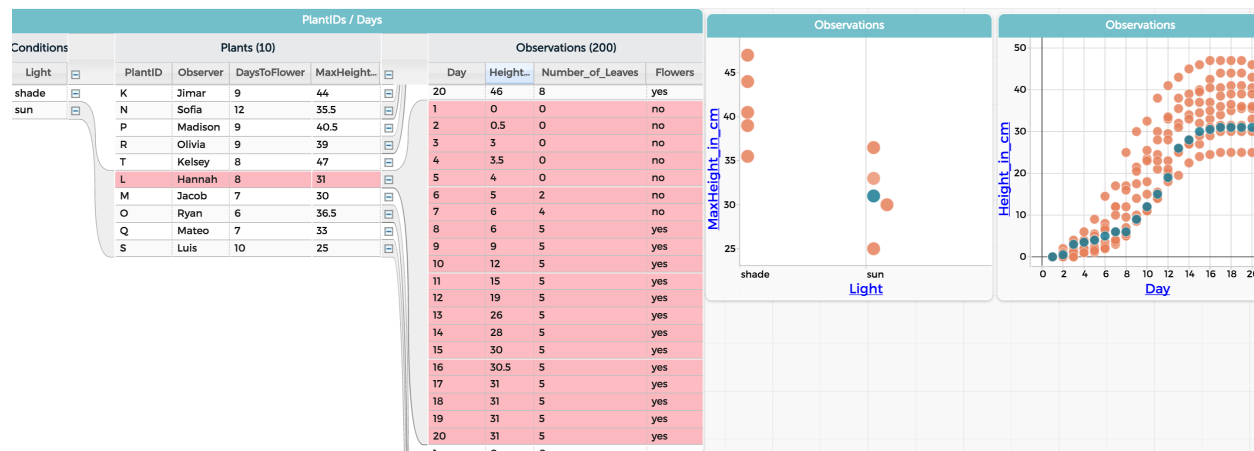 PlantIDs / Days
Conditions Plants (10) Observations (200)
Light PlantID Observer DaysToFlower MaxHeight... Day Height... Number_of_Leaves Flowers
shade K Jimar 9 44 20 46 8 yes
sun N Sofia 12 35.5 1 0 0 no
P Madison 9 40.5 2 0.5 0 no
R Olivia 9 39 3 3 0 no
T Kelsey 8 47 4 3.5 0 no
L Hannah 8 31 5 4 0 no
M Jacob 7 30 6 5 2 no
O Ryan 6 36.5 7 6 4 no
Q Mateo 7 33 8 6 5 yes
S Luis 10 25 9 9 5 yes
10 12 5 yes
11 15 5 yes
12 19 5 yes
13 26 5 yes
14 28 5 yes
15 30 5 yes
16 30.5 5 yes
17 31 5 yes
18 31 5 yes
19 31 5 yes
20 31 5 yes
Observations
MaxHeight_in_cm
45
40
35
30
25
shade sun
Light
Observations
Height_in_cm
50
40
30
20
10
0
0 2 4 6 8 10 12 14 16 18
Day